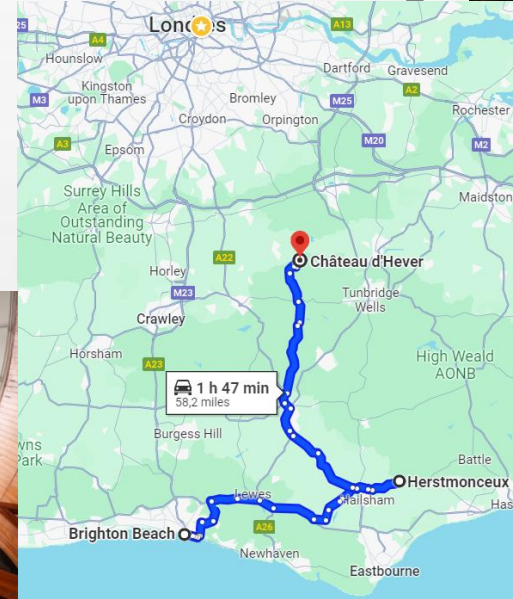 25
A4
Londres
A13
Hounslow
Dartford
Gravesend
Kingston
upon Thames
Bromley
M25
A2
M3
Croydon
Orpington
Rochester
A3
Epsom
M20
M2
Surrey Hills
Area of
Outstanding
Natural Beauty
Maidston
A22
Château d'Hever
Horley
M23
Tunbridge
Wells
Crawley
Horsham
A23
High Weald
AONB
1 h 47 min
58,2 miles
Burgess Hill
wns
Park
Battle
Herstmonceux
Lewes
Hailsham
Has
Brighton Beach
A26
Newhaven
Eastbourne